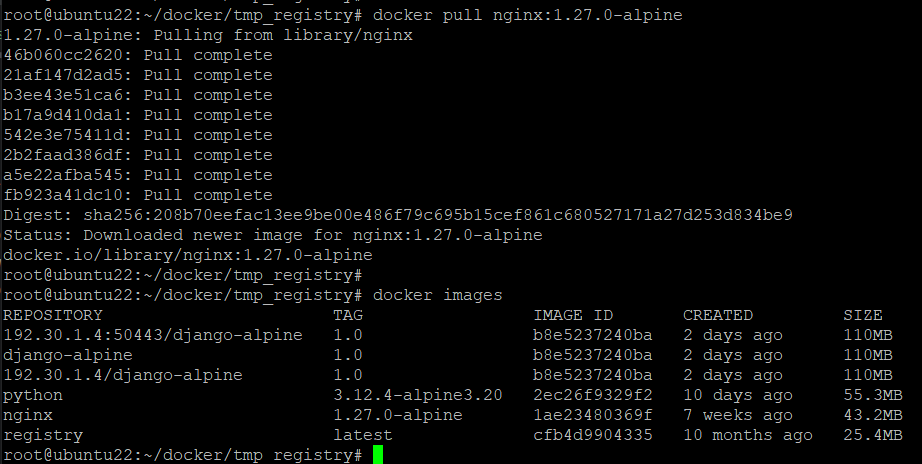 root@ubuntu22:~/docker/tmp_registry# docker pull nginx:1.27.0-alpine
1.27.0-alpine: Pulling from library/nginx
46b060cc2620: Pull complete
21af147d2ad5: Pull complete
b3ee43e51ca6: Pull complete
b17a9d410da1: Pull complete
542e3e75411d: Pull complete
2b2faad386df: Pull complete
a5e22afba545: Pull complete
fb923a41dc10: Pull complete
Digest: sha256:208b70eefac13ee9be00e486f79c695b15cef861c680527171a27d253d834be9
Status: Downloaded newer image for nginx:1.27.0-alpine
docker.io/library/nginx:1.27.0-alpine
root@ubuntu22:~/docker/tmp_registry#
root@ubuntu22:~/docker/tmp_registry# docker images
REPOSITORY TAG IMAGE ID CREATED SIZE
192.30.1.4:50443/django-alpine 1.0 b8e5237240ba 2 days ago 110MB
django-alpine 1.0 b8e5237240ba 2 days ago 110MB
192.30.1.4/django-alpine 1.0 b8e5237240ba 2 days ago 110MB
python 3.12.4-alpine3.20 2ec26f9329f2 10 days ago 55.3MB
nginx 1.27.0-alpine 1ae23480369f 7 weeks ago 43.2MB
registry latest cfb4d9904335 10 months ago 25.4MB
root@ubuntu22:~/docker/tmp_registry#